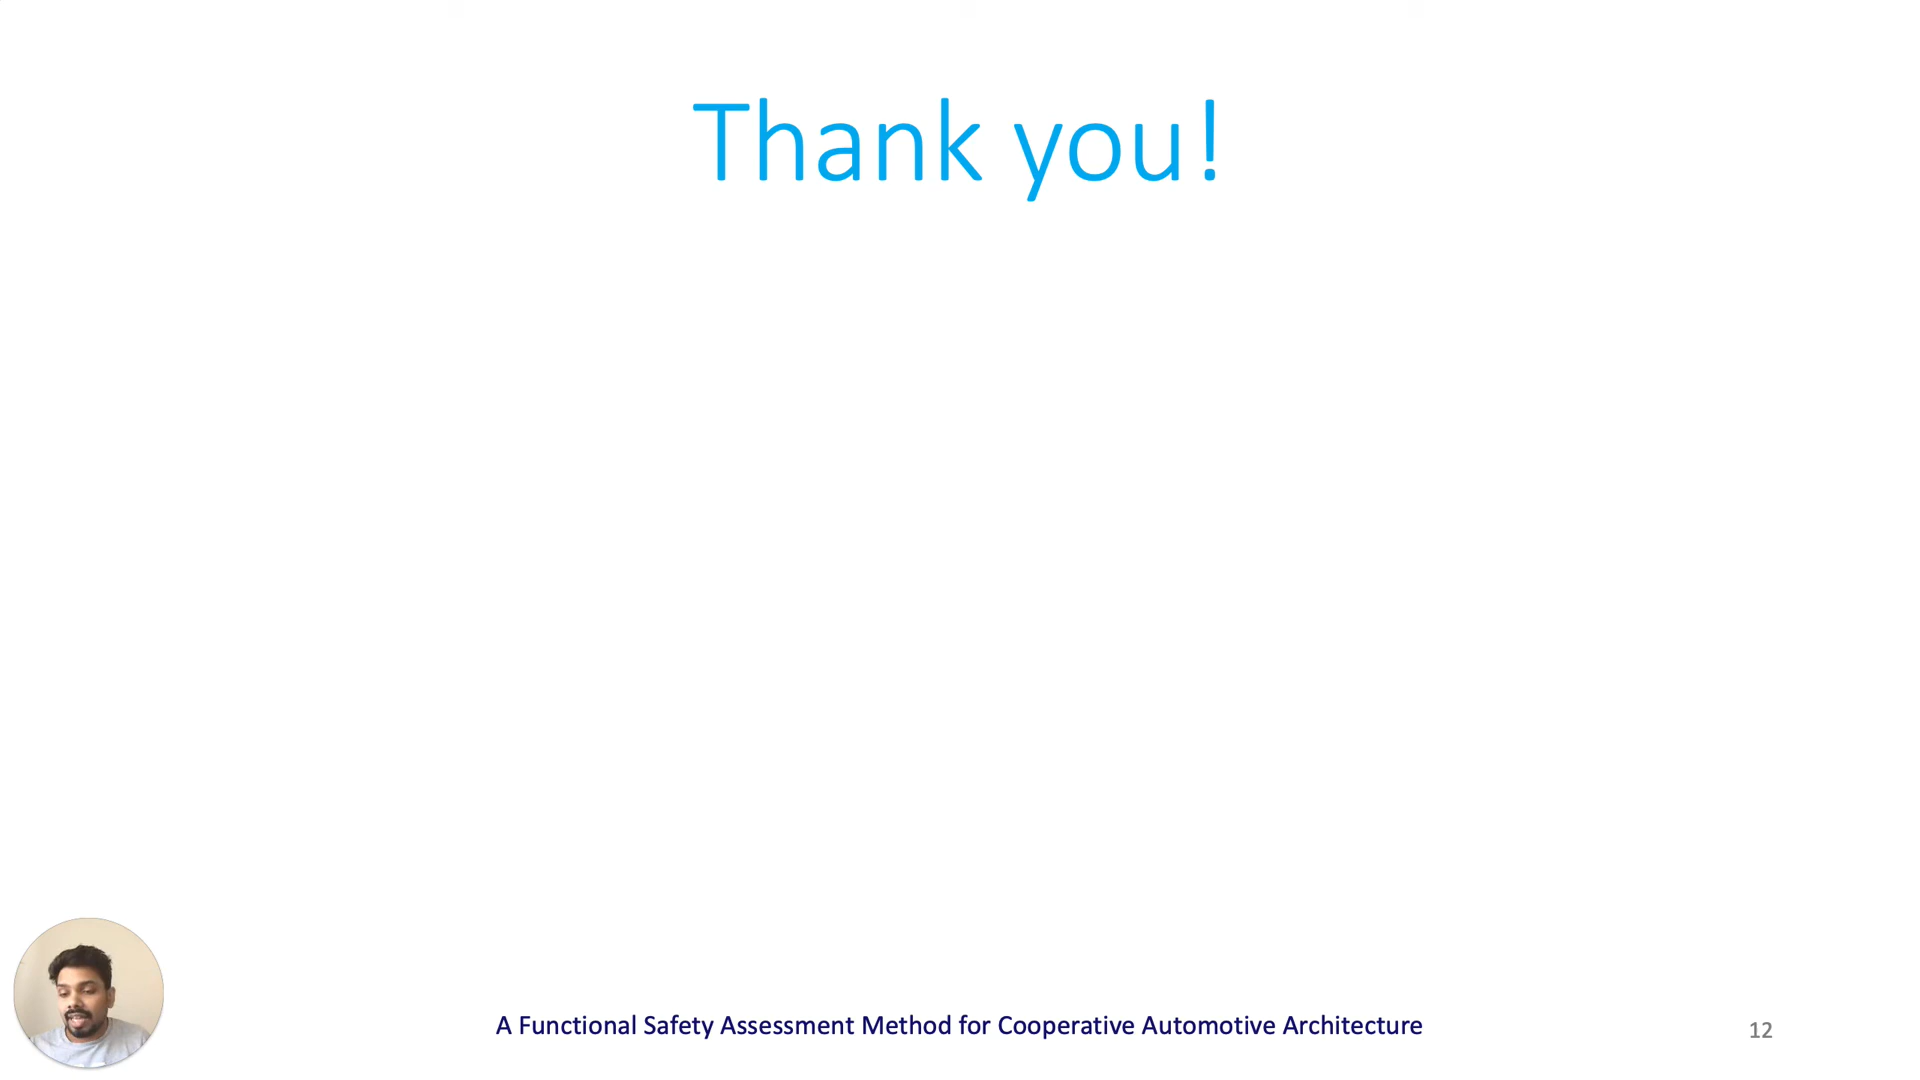 Thank you!
A Functional Safety Assessment Method for Cooperative Automotive Architecture
12